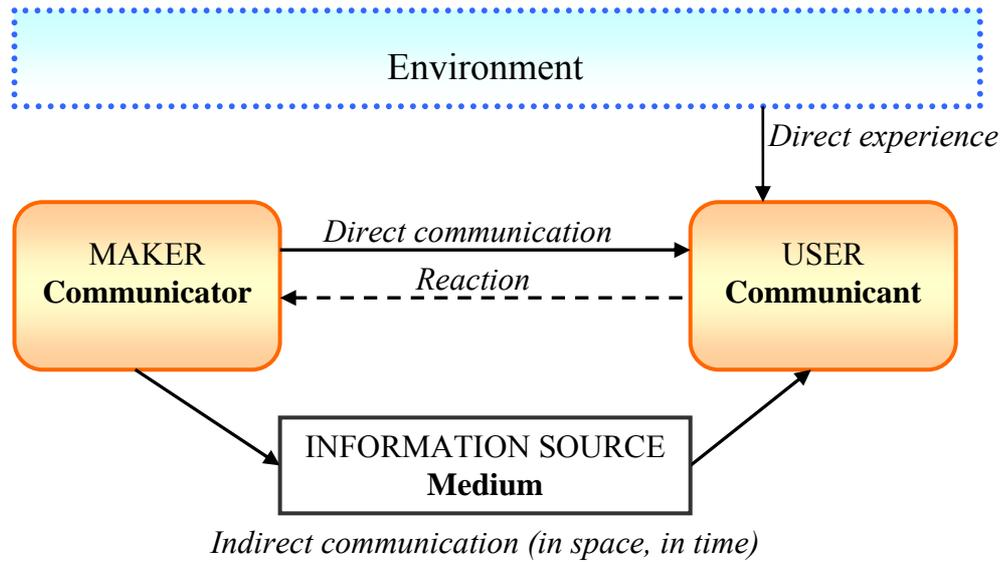 Environment
Direct experience
MAKER
Communicator
Direct communication
Reaction
USER
Communicant
INFORMATION SOURCE
Medium
Indirect communication (in space, in time)